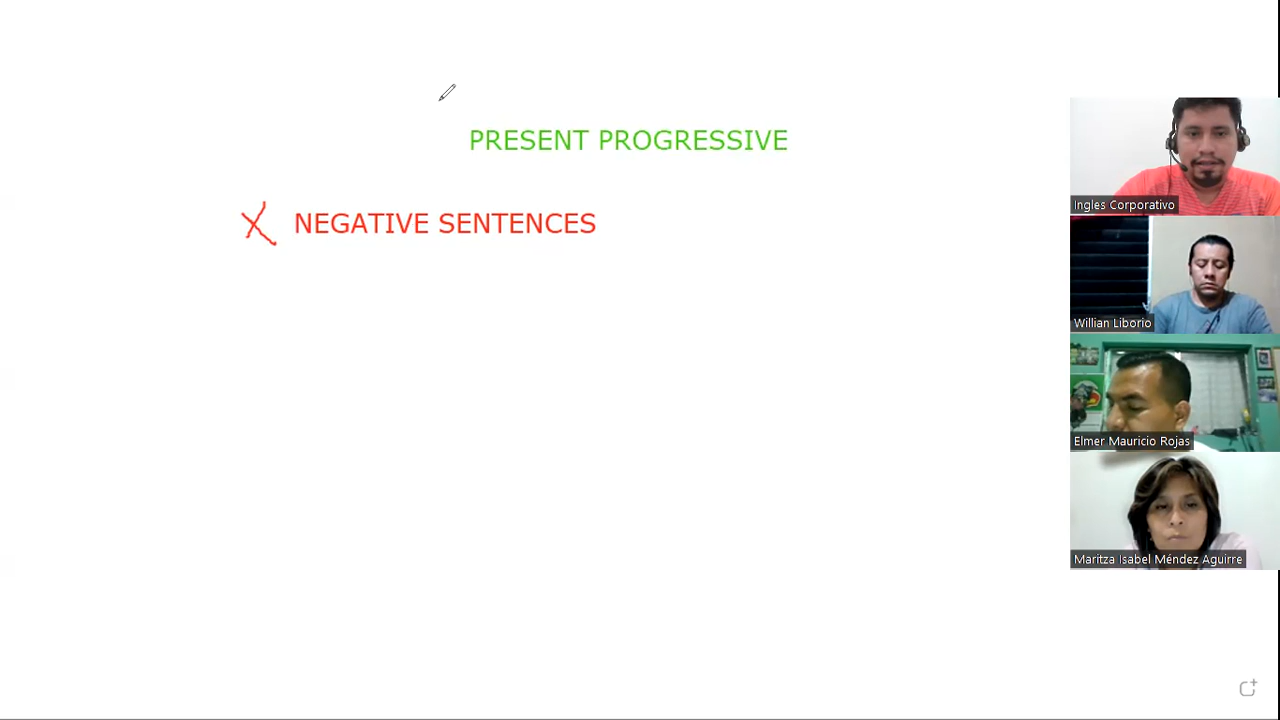 PRESENT PROGRESSIVE
X NEGATIVE SENTENCES
Ingles Corporativo
Willian Liborio
Elmer Mauricio Rojas
Maritza Isabel Méndez Aguirre